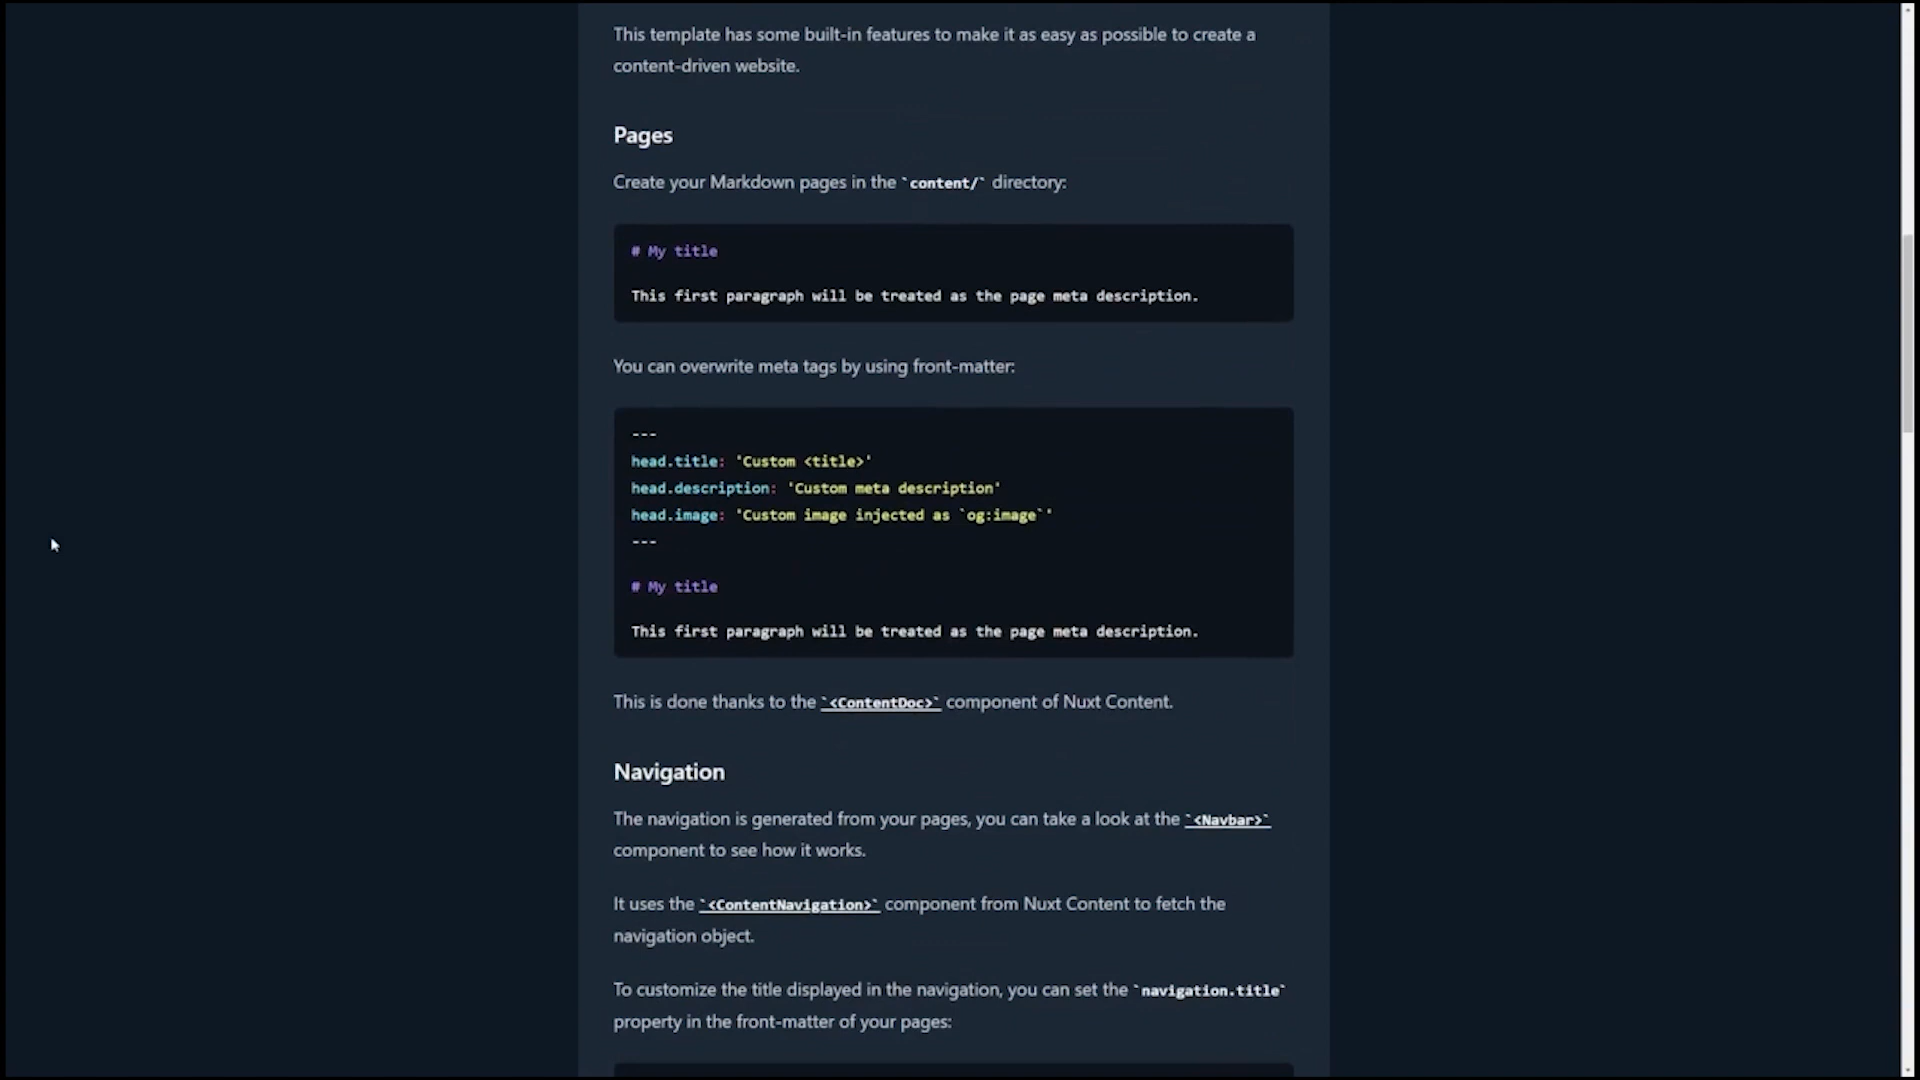 This template has some built-in features to make it as easy as possible to create a
content-driven website.
Pages
Create your Markdown pages in the `content/` directory:
# My title
This first paragraph will be treated as the page meta description.
You can overwrite meta tags by using front-matter:
---
head.title: 'Custom <title>'
head.description: 'Custom meta description'
head.image: 'Custom image injected as `og:image`'
---
# My title
This first paragraph will be treated as the page meta description.
This is done thanks to the `<ContentDoc>` component of Nuxt Content.
Navigation
The navigation is generated from your pages, you can take a look at the `<Navbar>`
component to see how it works.
It uses the `<ContentNavigation>` component from Nuxt Content to fetch the
navigation object.
To customize the title displayed in the navigation, you can set the `navigation.title`
property in the front-matter of your pages: